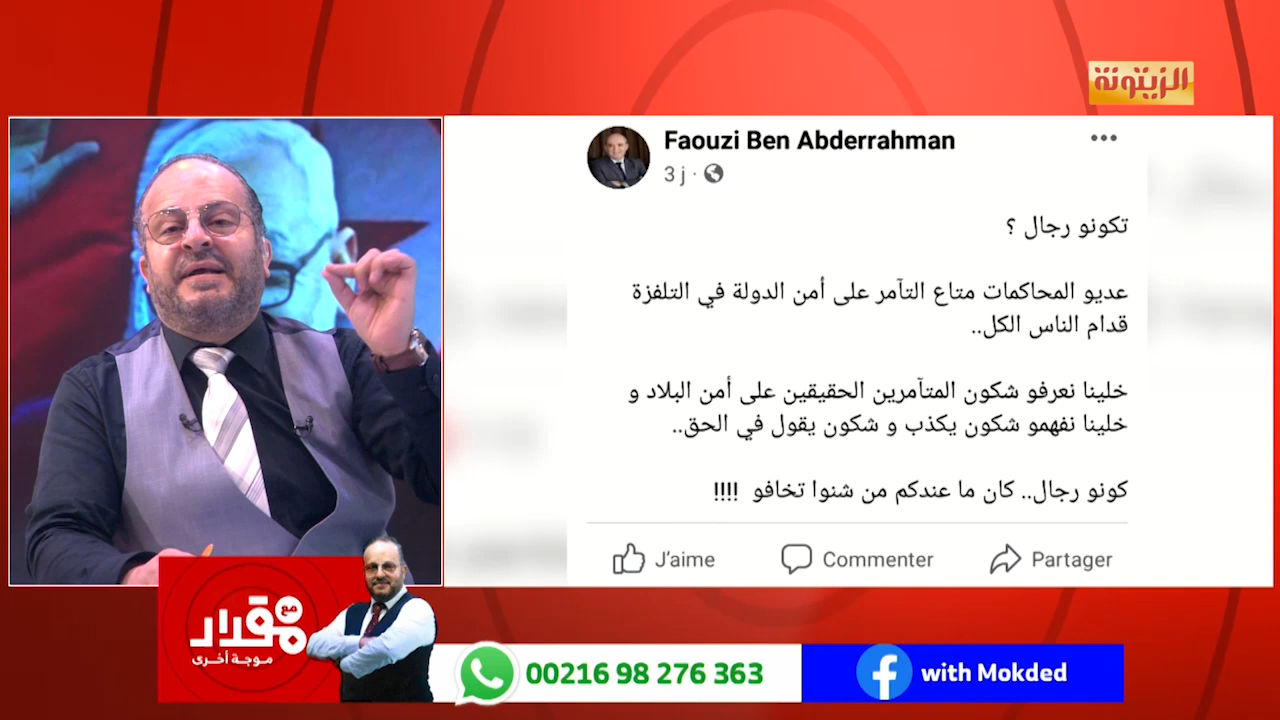 الزيتونة
Faouzi Ben Abderrahman
3 j ·
تكونو رجال ؟
عديو المحاكمات متاع التآمر على أمن الدولة في التلفزة
قدام الناس الكل..
خلينا نعرفو شكون المتآمرين الحقيقين على أمن البلاد و
خلينا نفهمو شكون يكذب و شكون يقول في الحق..
كونو رجال.. كان ما عندكم من شنوا تخافو !!!!
J'aime
Commenter
Partager
مع مقداد
موجة أخرى
00216 98 276 363
with Mokded